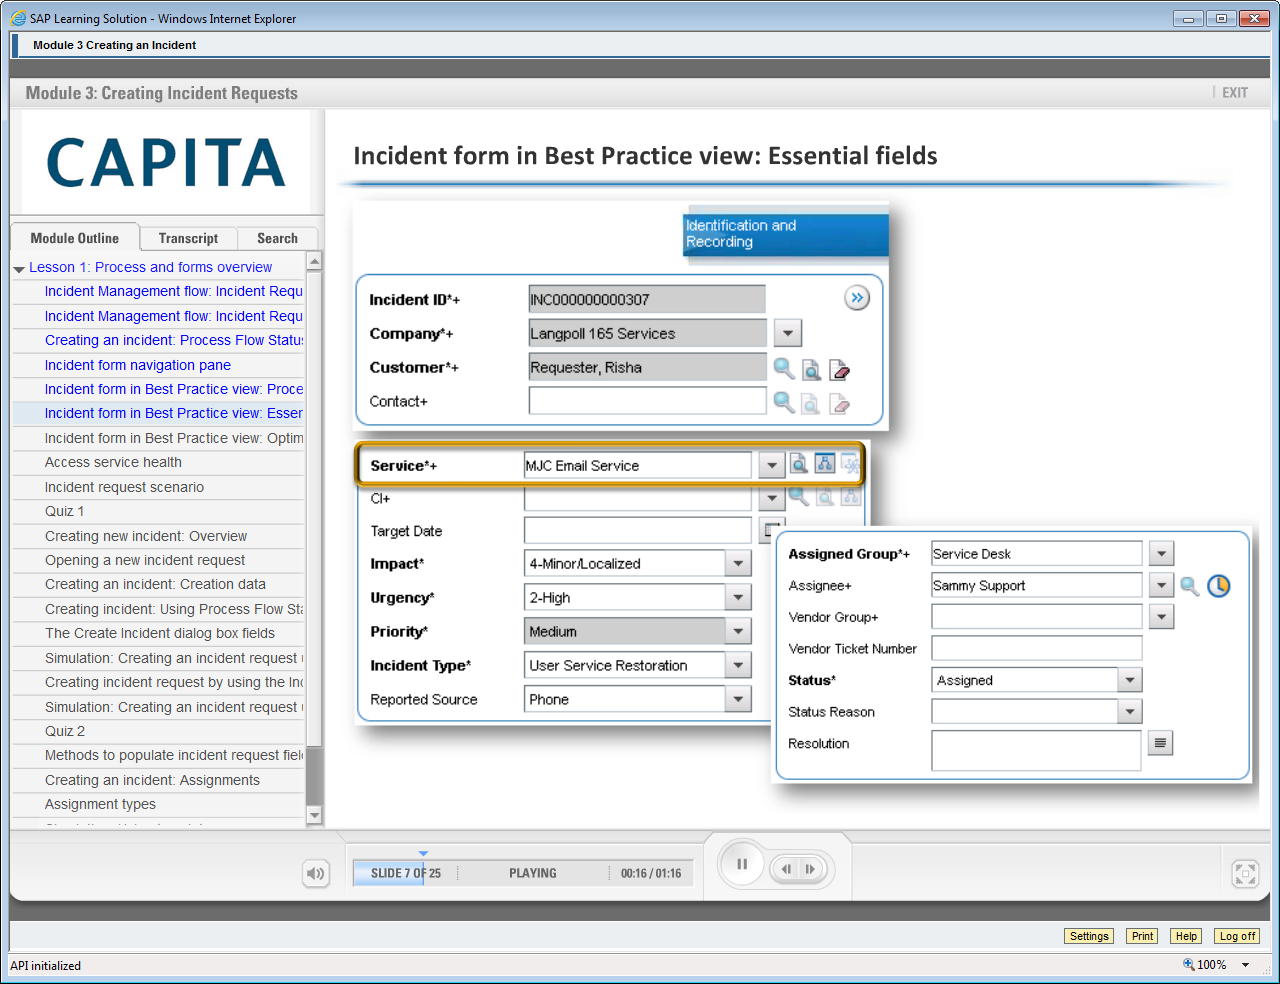 SAP Learning Solution - Windows Internet Explorer
Module 3 Creating an Incident
Module 3: Creating Incident Requests
EXIT
CAPITA
Module Outline
Transcript
Search
Lesson 1: Process and forms overview
Incident Management flow: Incident Requ
Incident Management flow: Incident Requ
Creating an incident: Process Flow Statu
Incident form navigation pane
Incident form in Best Practice view: Proce
Incident form in Best Practice view: Esser
Incident form in Best Practice view: Optim
Access service health
Incident request scenario
Quiz 1
Creating new incident: Overview
Opening a new incident request
Creating an incident: Creation data
Creating incident: Using Process Flow Sta
The Create Incident dialog box fields
Simulation: Creating an incident request
Creating incident request by using the Inc
Simulation: Creating an incident request
Quiz 2
Methods to populate incident request fiel
Creating an incident: Assignments
Assignment types
Incident form in Best Practice view: Essential fields
Identification and
Recording
Incident ID*+ INC000000000307
Company*+ Langpoll 165 Services
Customer*+ Requester, Risha
Contact+
Service*+ MJC Email Service
CI+
Target Date
Impact* 4-Minor/Localized
Urgency* 2-High
Priority* Medium
Incident Type* User Service Restoration
Reported Source Phone
Assigned Group*+ Service Desk
Assignee+ Sammy Support
Vendor Group+
Vendor Ticket Number
Status* Assigned
Status Reason
Resolution
SLIDE 7 OF 25
PLAYING
00:16 / 01:16
Settings
Print
Help
Log off
API initialized
100%